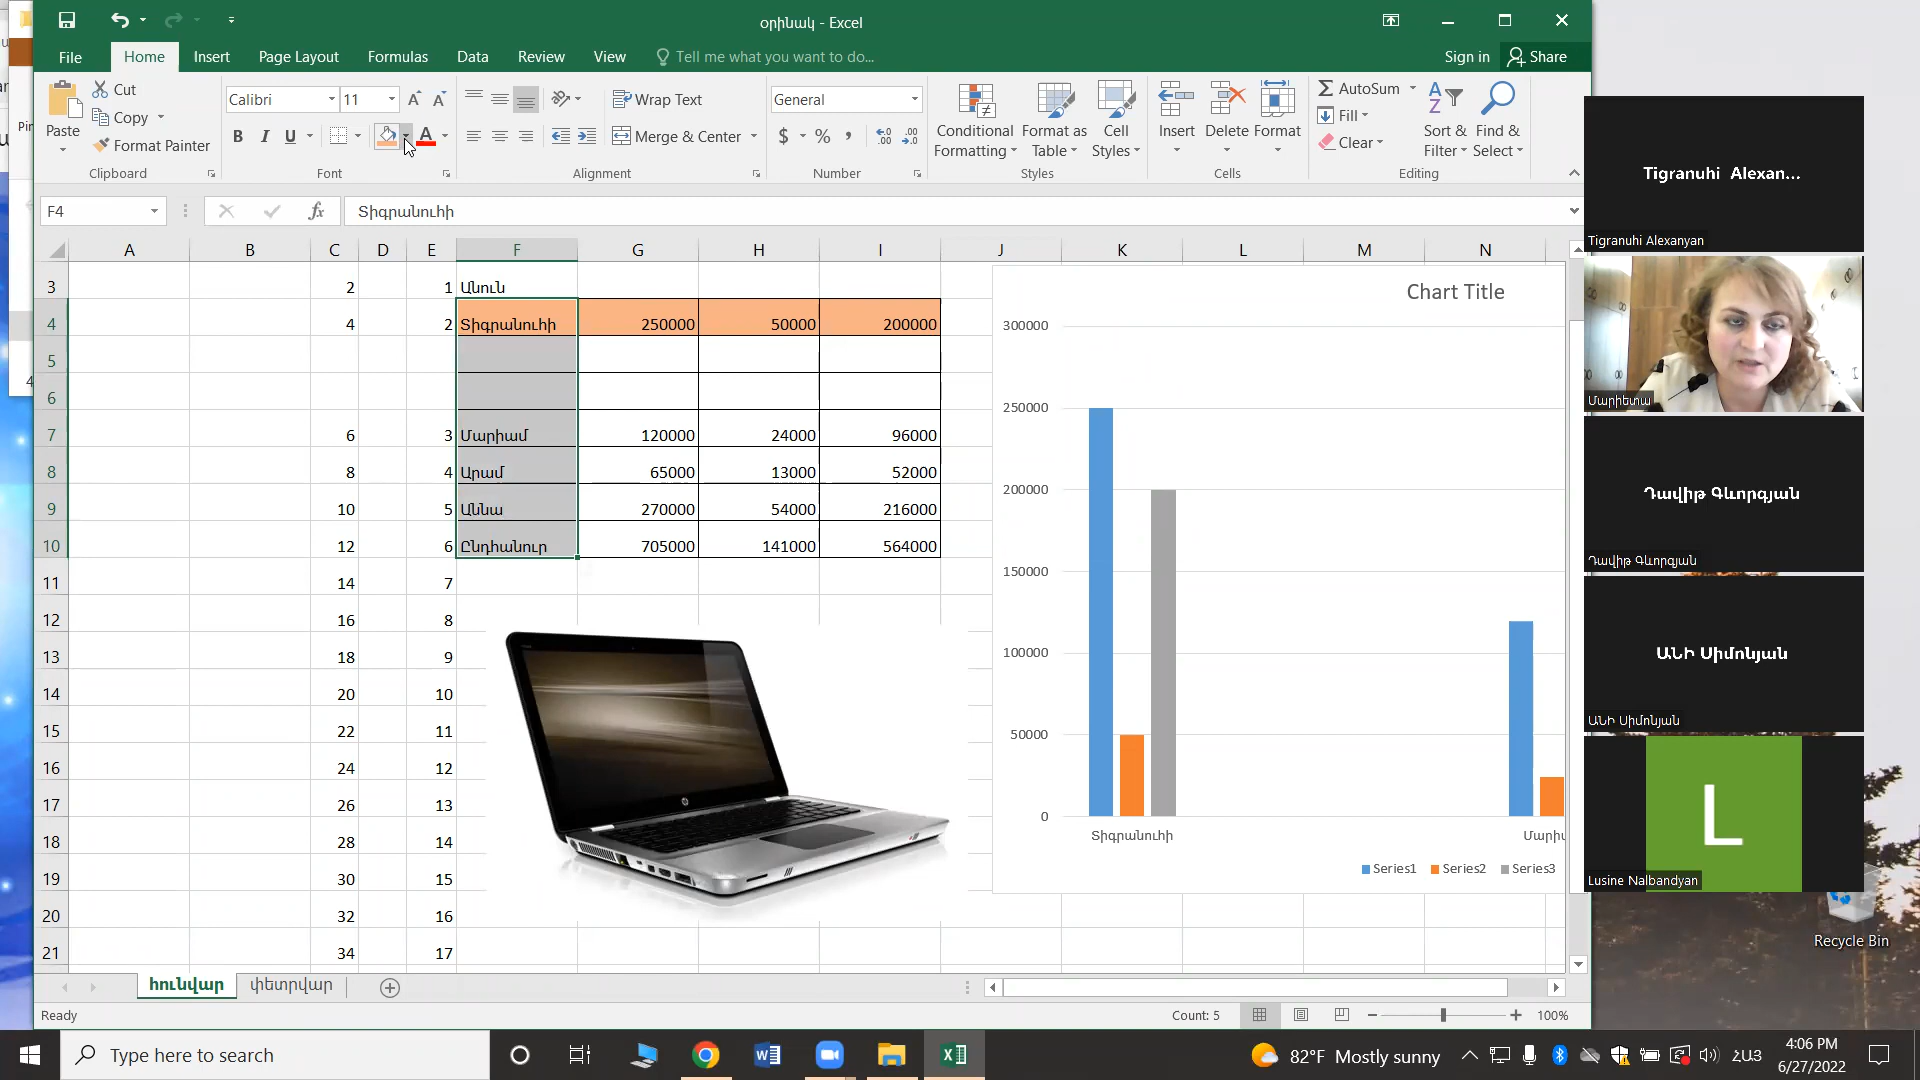 օրինակ - Excel
File Home Insert Page Layout Formulas Data Review View Tell me what you want to do... Sign in Share
Paste Cut Copy Format Painter Clipboard
Calibri 11 B I U A Font
Wrap Text Merge & Center Alignment
General $ % Number
Conditional Formatting Format as Table Cell Styles Styles
Insert Delete Format Cells
AutoSum Fill Clear Sort & Filter Find & Select Editing
F4 fx Տիգրանուհի
A B C D E F G H I J K L M N
3 2 1 Անուն
4 4 2 Տիգրանուհի 250000 50000 200000
5
6
7 6 3 Մարիամ 120000 24000 96000
8 8 4 Արամ 65000 13000 52000
9 10 5 Աննա 270000 54000 216000
10 12 6 Ընդհանուր 705000 141000 564000
11 14 7
12 16 8
13 18 9
14 20 10
15 22 11
16 24 12
17 26 13
18 28 14
19 30 15
20 32 16
21 34 17
Chart Title
300000
250000
200000
150000
100000
50000
0
Տիգրանուհի
Series1 Series2 Series3
հունվար փետրվար
Ready Count: 5 100%
Tigranuhi Alexan...
Tigranuhi Alexanyan
Մարիետա
Դավիթ Գևորգյան
Դավիթ Գևորգյան
ԱՆԻ Սիմոնյան
ԱՆԻ Սիմոնյան
L
Lusine Nalbandyan
Recycle Bin
Type here to search
82°F Mostly sunny
ՀԱՅ
4:06 PM
6/27/2022